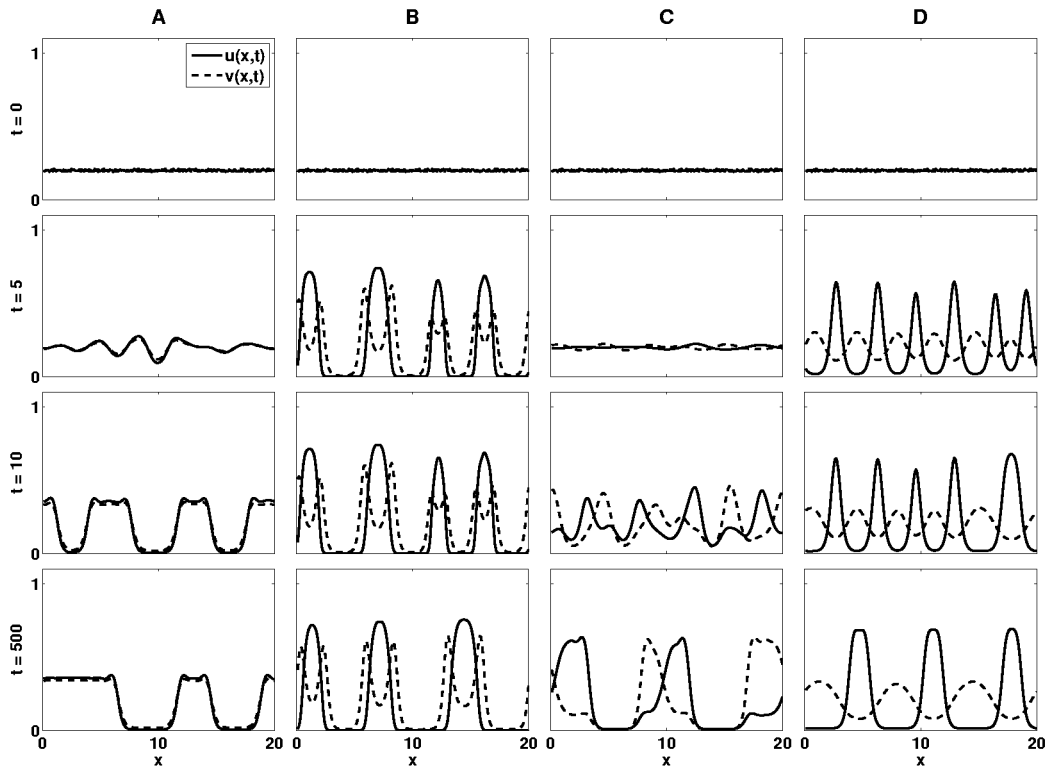 A B C D
t = 0
1
0
u(x,t)
v(x,t)
t = 5
1
0
t = 10
1
0
t = 500
1
0
0 10 20 0 10 20 0 10 20 0 10 20
x x x x